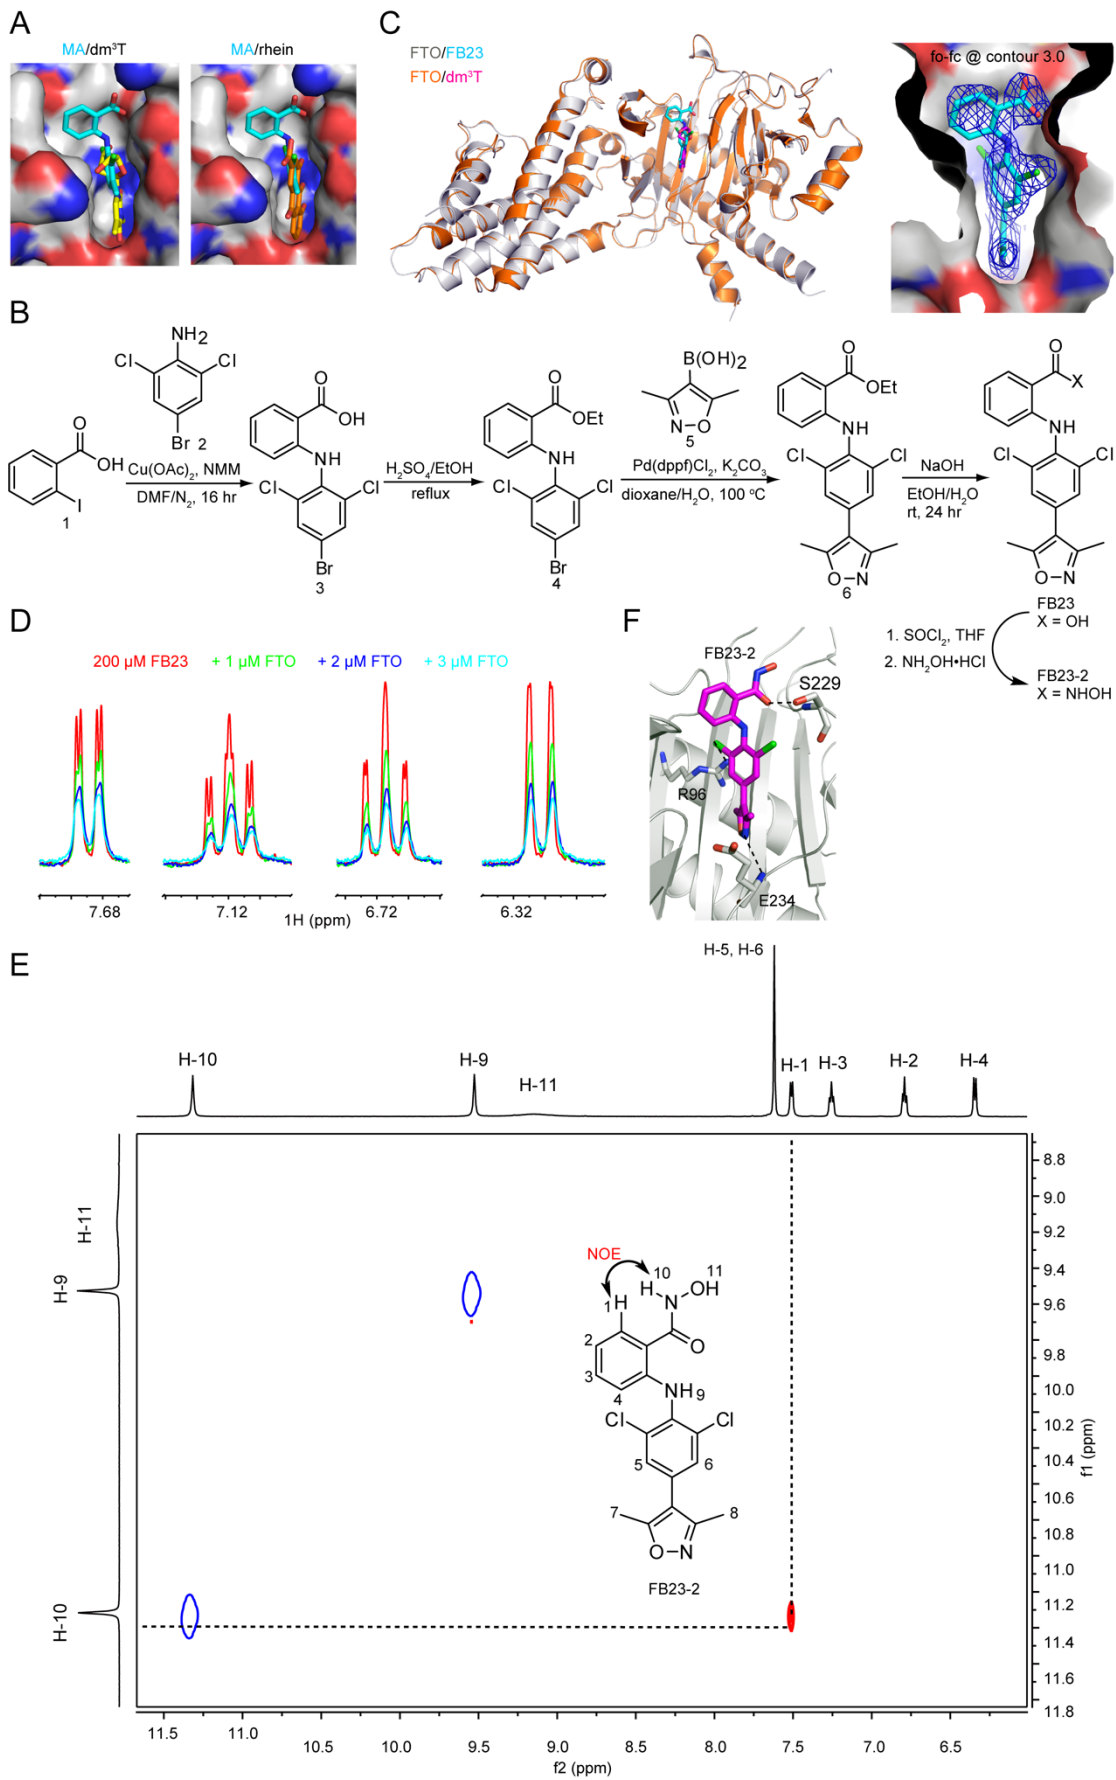 A
MA/dm³T
MA/rhein
C
FTO/FB23
FTO/dm³T
fo-fc @ contour 3.0
B
NH2
Cl
Cl
Br 2
O
OH
I
1
Cu(OAc)₂, NMM
DMF/N₂, 16 hr
O
OH
NH
Cl
Cl
Br
3
H₂SO₄/EtOH
reflux
O
OEt
NH
Cl
Cl
Br
4
B(OH)₂
N
O
5
Pd(dppf)Cl₂, K₂CO₃
dioxane/H₂O, 100 °C
O
OEt
NH
Cl
Cl
O
N
6
NaOH
EtOH/H₂O
rt, 24 hr
O
X
NH
Cl
Cl
O
N
FB23
X = OH
1. SOCl₂, THF
2. NH₂OH•HCl
FB23-2
X = NHOH
D
200 µM FB23
+ 1 µM FTO
+ 2 µM FTO
+ 3 µM FTO
7.68
7.12
6.72
6.32
1H (ppm)
F
FB23-2
S229
R96
E234
E
H-5, H-6
H-10
H-9
H-11
H-1
H-3
H-2
H-4
H-11
H-9
H-10
NOE
10
11
H
OH
N
1
H
2
O
3
4
NH
9
Cl
Cl
5
6
7
8
O
N
FB23-2
8.8
9.0
9.2
9.4
9.6
9.8
10.0
10.2
10.4
10.6
10.8
11.0
11.2
11.4
11.6
11.8
f1 (ppm)
11.5
11.0
10.5
10.0
9.5
9.0
8.5
8.0
7.5
7.0
6.5
f2 (ppm)